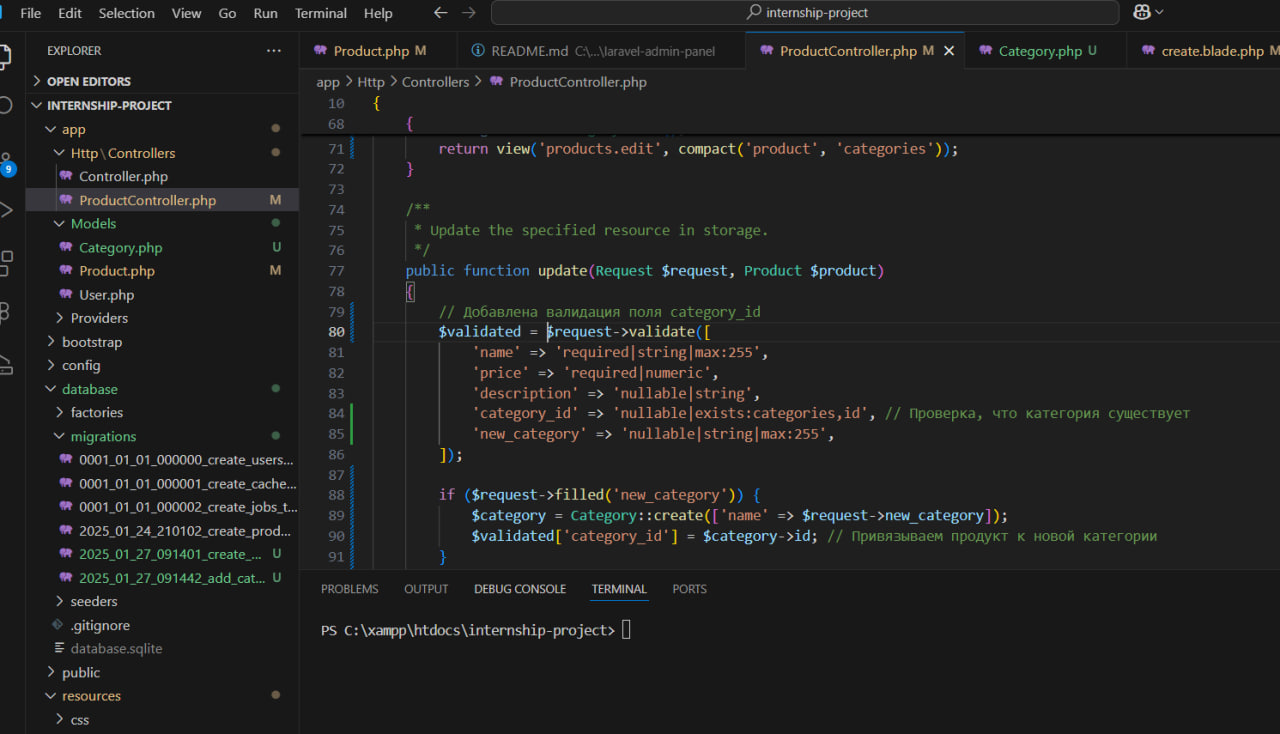 File Edit Selection View Go Run Terminal Help
internship-project
EXPLORER
OPEN EDITORS
INTERNSHIP-PROJECT
app
Http\Controllers
Controller.php
ProductController.php M
Models
Category.php U
Product.php M
User.php
Providers
bootstrap
config
database
factories
migrations
0001_01_01_000000_create_users...
0001_01_01_000001_create_cache...
0001_01_01_000002_create_jobs_t...
2025_01_24_210102_create_prod...
2025_01_27_091401_create_... U
2025_01_27_091442_add_cat... U
seeders
.gitignore
database.sqlite
public
resources
css
9
Product.php M
README.md C:\...\laravel-admin-panel
ProductController.php M
Category.php U
create.blade.php M
app > Http > Controllers > ProductController.php
10 {
68 {
71 return view('products.edit', compact('product', 'categories'));
72 }
73
74 /**
75 * Update the specified resource in storage.
76 */
77 public function update(Request $request, Product $product)
78 {
79 // Добавлена валидация поля category_id
80 $validated = $request->validate([
81 'name' => 'required|string|max:255',
82 'price' => 'required|numeric',
83 'description' => 'nullable|string',
84 'category_id' => 'nullable|exists:categories,id', // Проверка, что категория существует
85 'new_category' => 'nullable|string|max:255',
86 ]);
87
88 if ($request->filled('new_category')) {
89 $category = Category::create(['name' => $request->new_category]);
90 $validated['category_id'] = $category->id; // Привязываем продукт к новой категории
91 }
PROBLEMS OUTPUT DEBUG CONSOLE TERMINAL PORTS
PS C:\xampp\htdocs\internship-project>